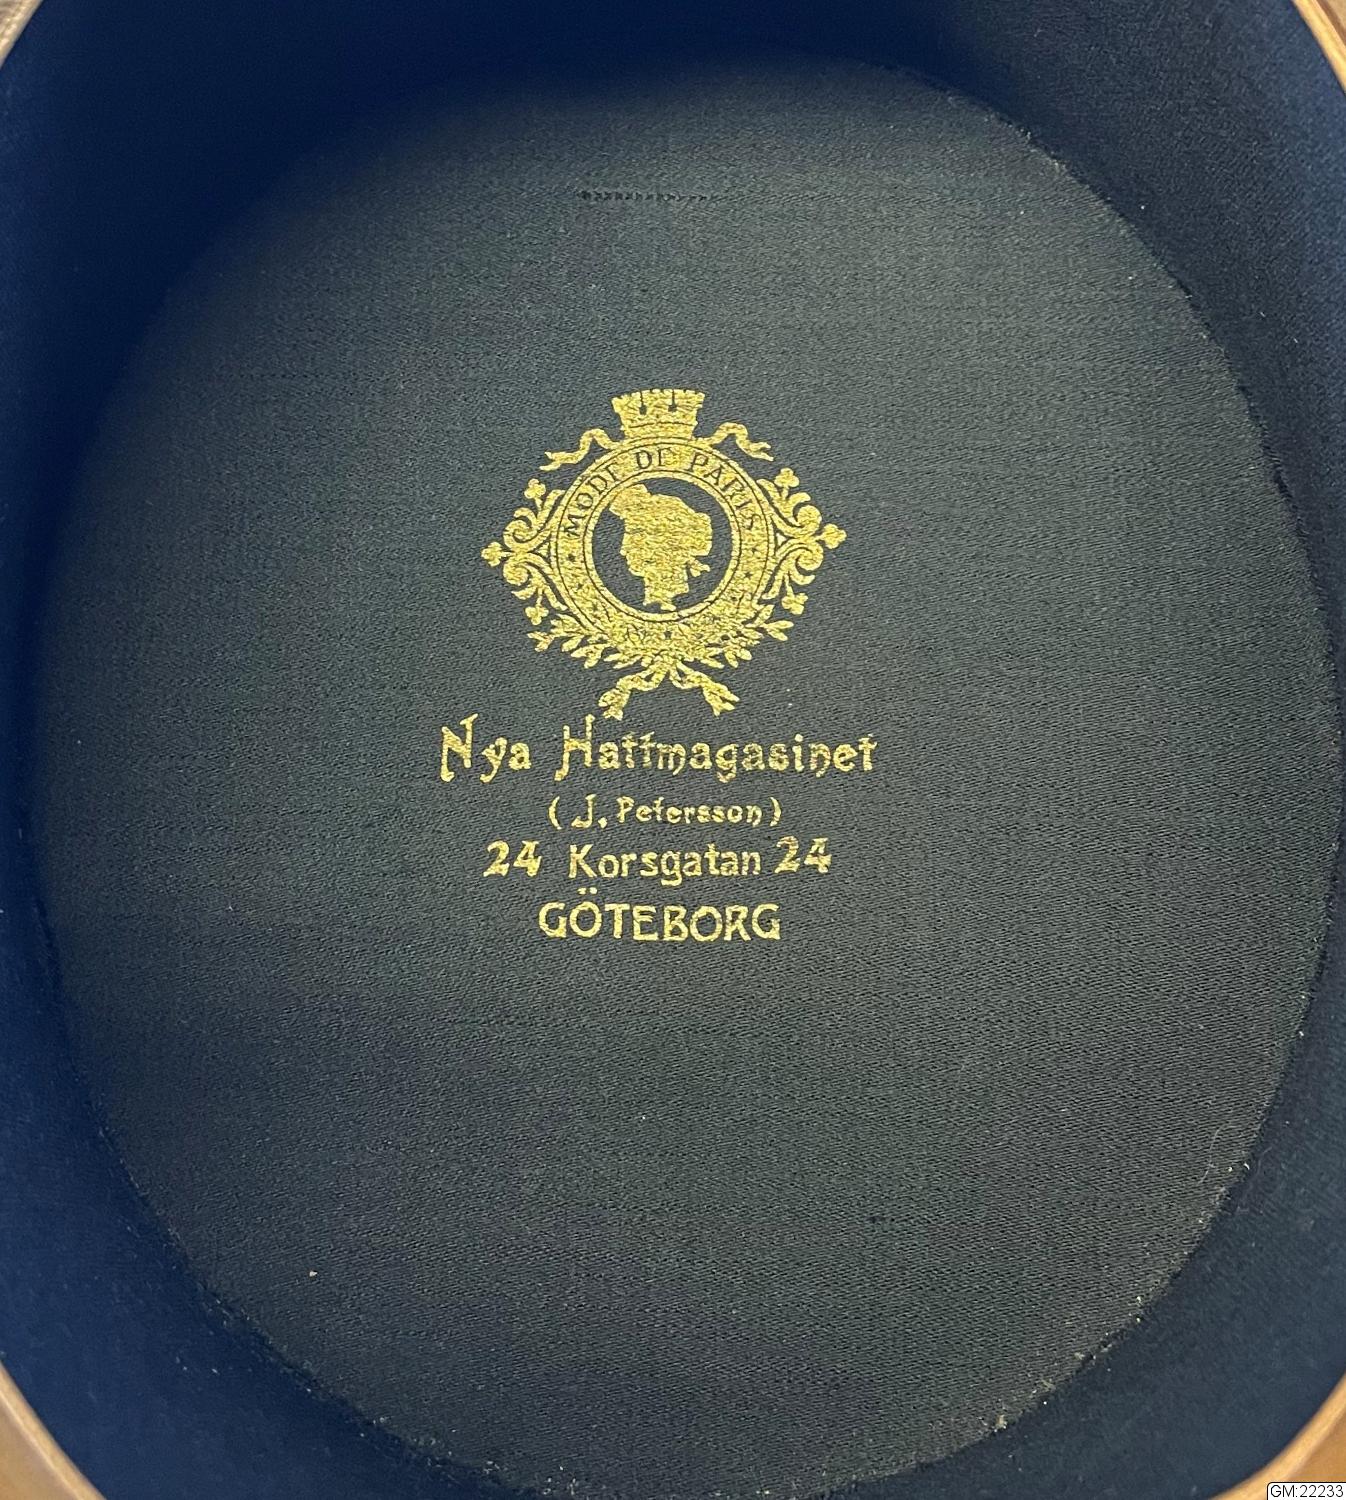 MODE DE PARIS
Nya Hattmagasinet
(J. Petersson)
24 Korsgatan 24
GÖTEBORG
GM:22233